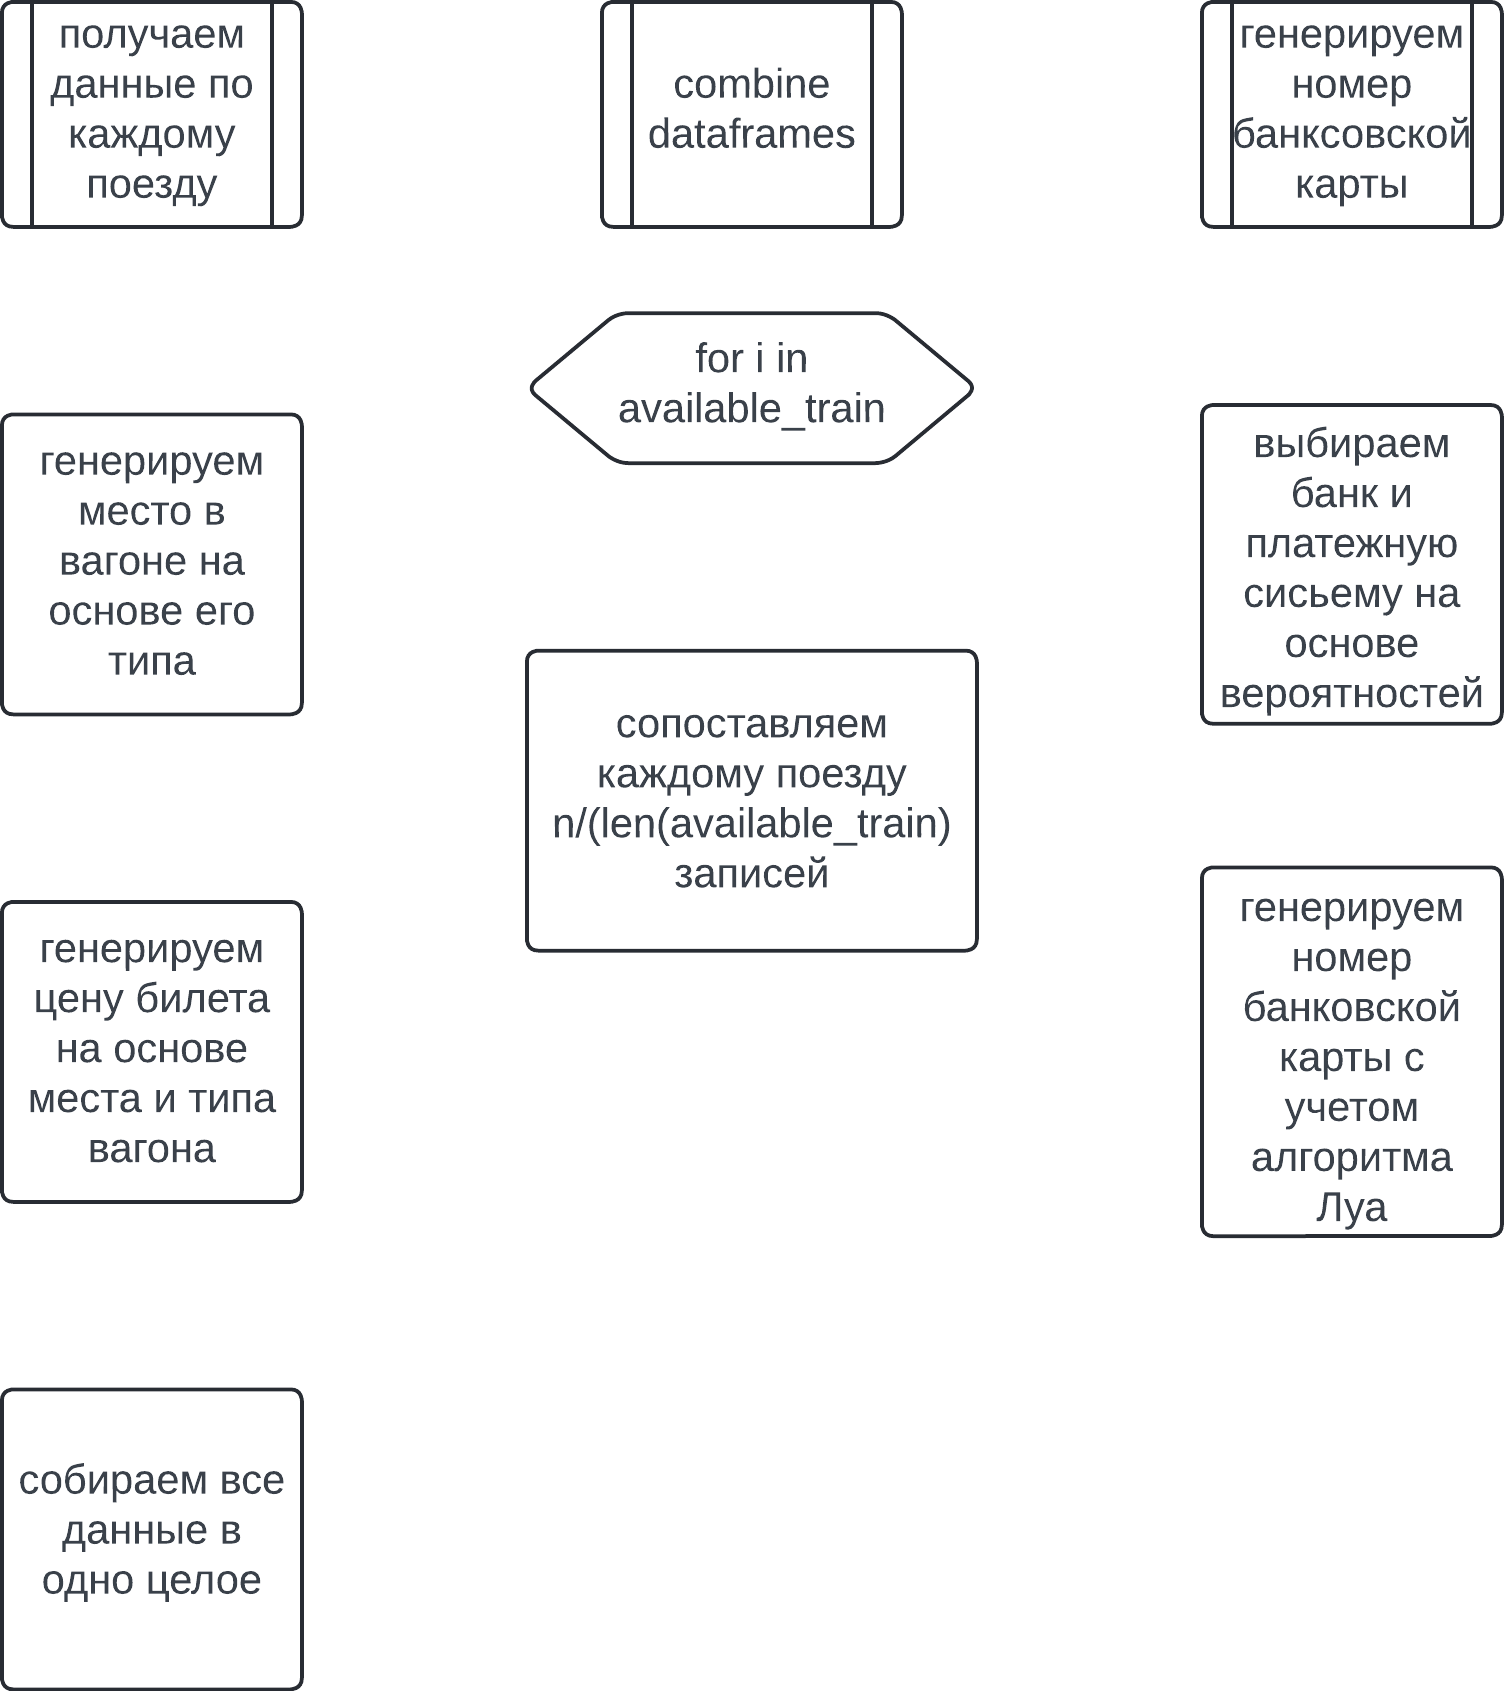 получаем
данные по
каждому
поезду
combine
dataframes
генерируем
номер
банксовской
карты
for i in
available_train
генерируем
место в
вагоне на
основе его
типа
выбираем
банк и
платежную
сисьему на
основе
вероятностей
сопоставляем
каждому поезду
n/(len(available_train)
записей
генерируем
цену билета
на основе
места и типа
вагона
генерируем
номер
банковской
карты с
учетом
алгоритма
Луа
собираем все
данные в
одно целое